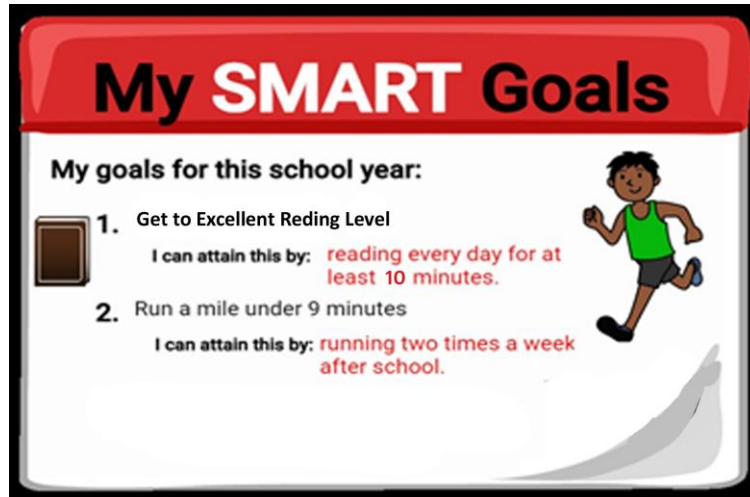 My SMART Goals
My goals for this school year:
1. Get to Excellent Reding Level
I can attain this by: reading every day for at
least 10 minutes.
2. Run a mile under 9 minutes
I can attain this by: running two times a week
after school.